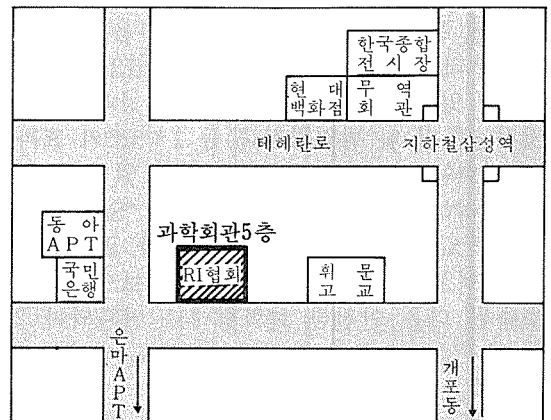 한국종합
전 시 장
현 대
백화점
무 역
회 관
테헤란로
지하철삼성역
동 아
A P T
국민
은행
과학회관5층
RI협회
휘 문
고 교
은마APT
개포동